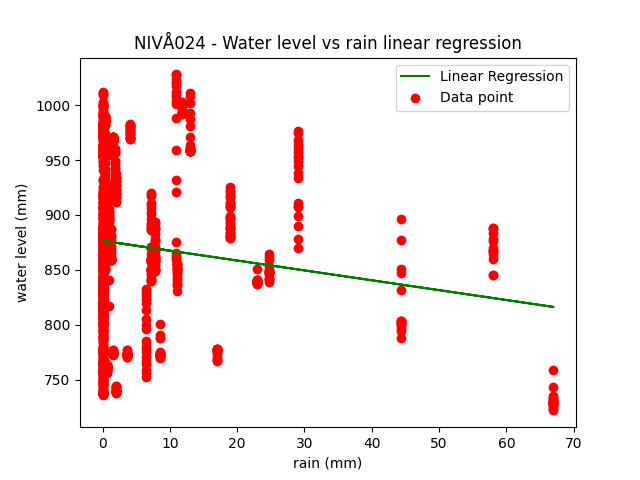 NIVÅ024 - Water level vs rain linear regression
Linear Regression
Data point
1000
950
900
850
800
750
water level (mm)
0 10 20 30 40 50 60 70
rain (mm)